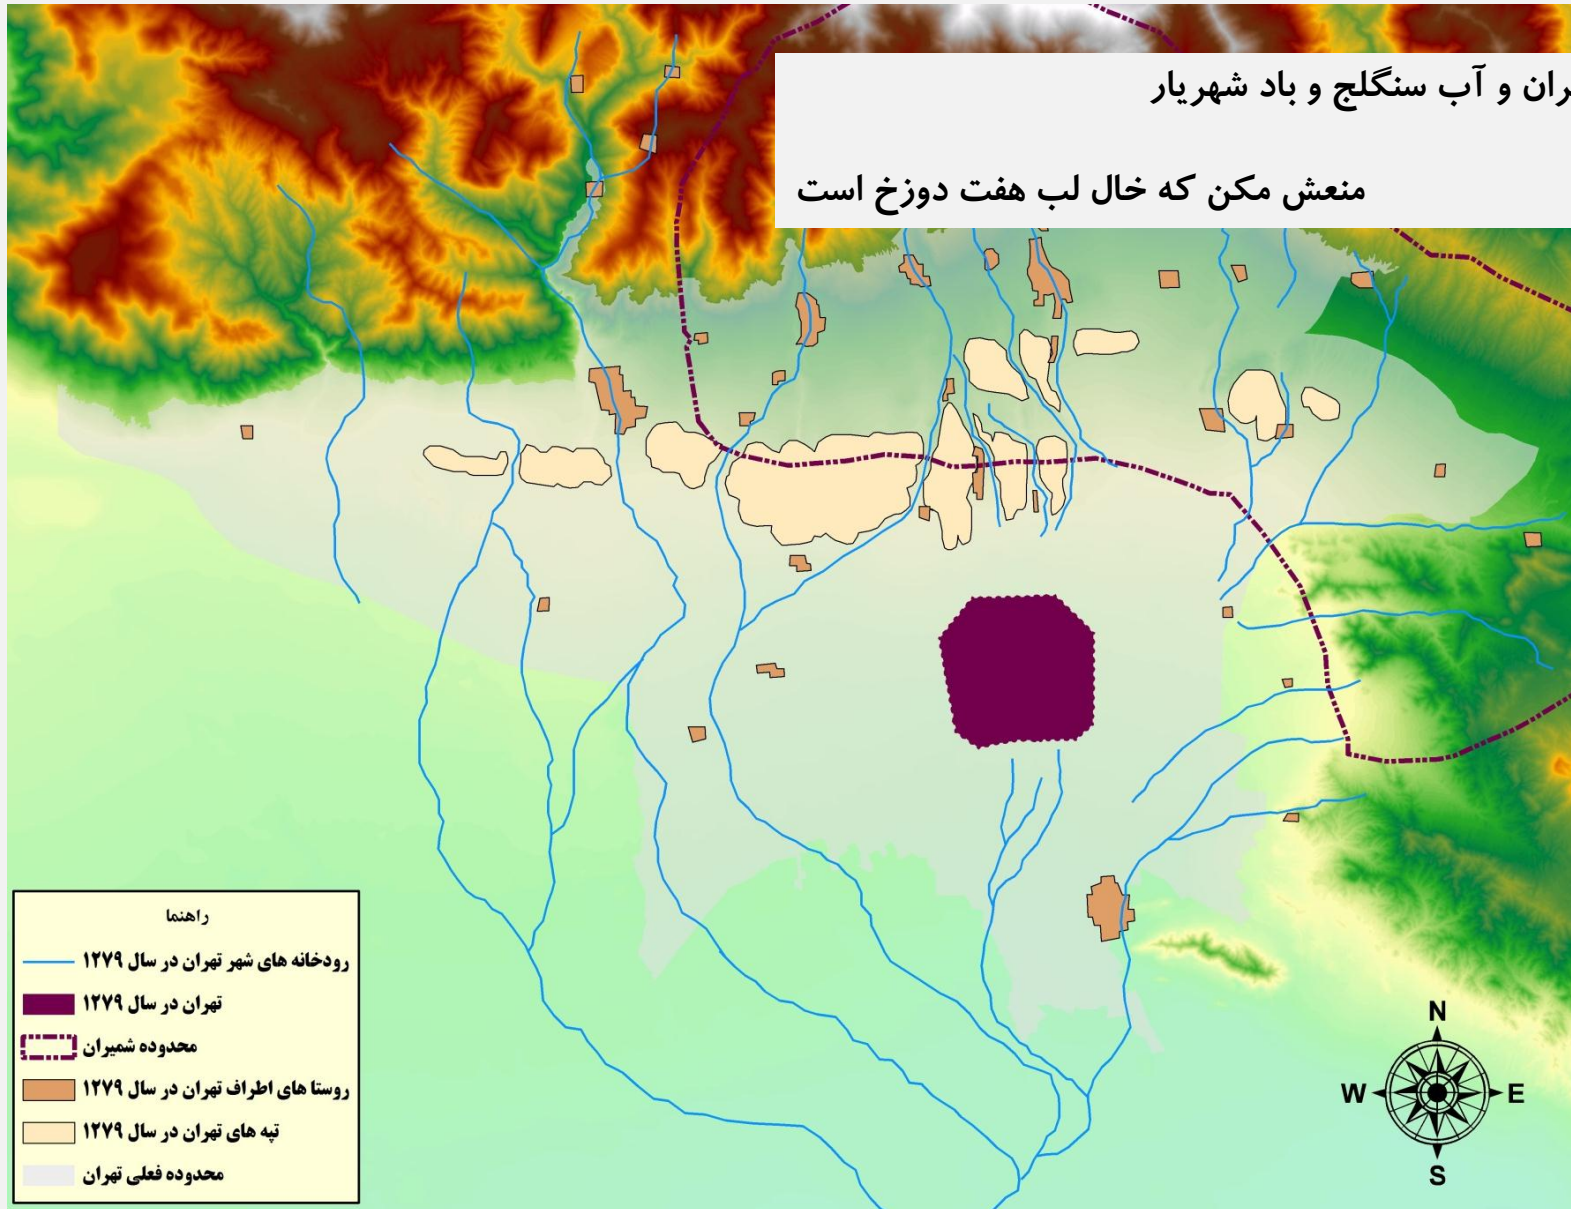 و آب سنگلج و باد شهریار
منعش مکن که خال لب هفت دوزخ است
راهنما
رودخانه های شهر تهران در سال ۱۲۷۹
تهران در سال ۱۲۷۹
محدوده شمیران
روستا های اطراف تهران در سال ۱۲۷۹
تپه های تهران در سال ۱۲۷۹
محدوده فعلی تهران
N
W
E
S